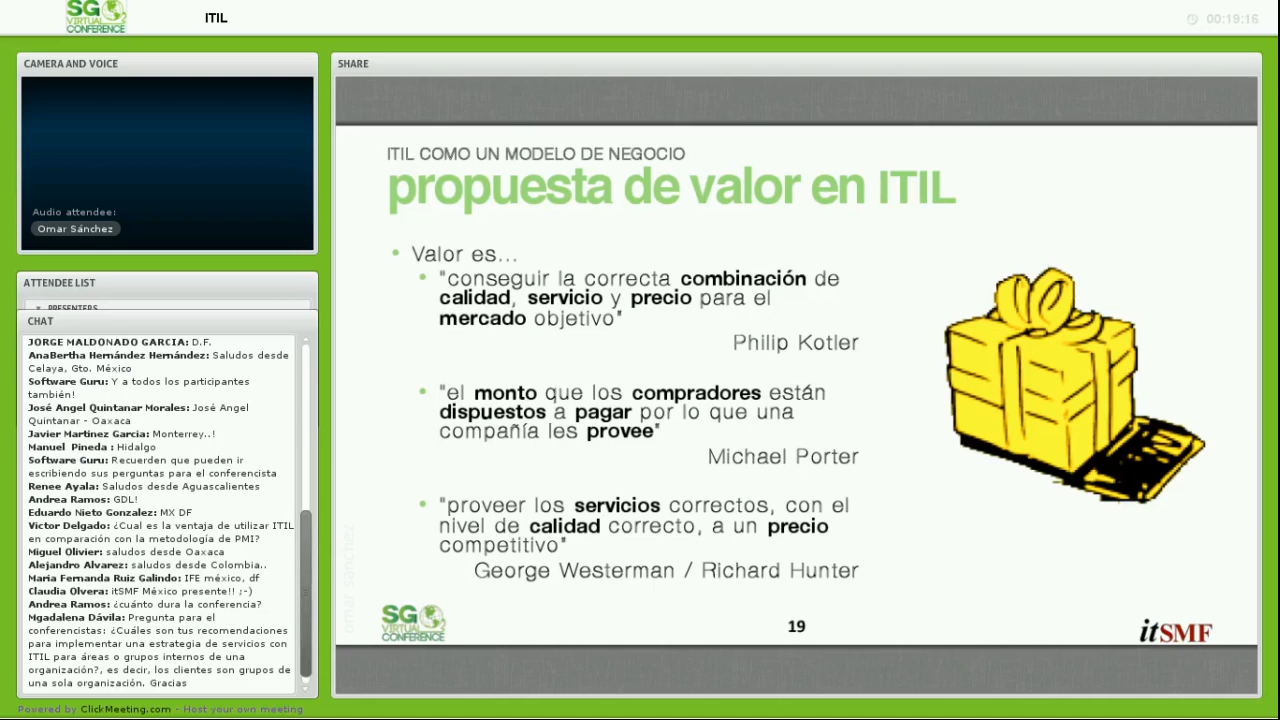 SG
VIRTUAL
CONFERENCE
ITIL
00:19:16
CAMERA AND VOICE
Audio attendee:
Omar Sánchez
ATTENDEE LIST
PRESENTERS
CHAT
JORGE MALDONADO GARCIA: D.F.
AnaBertha Hernández Hernández: Saludos desde
Celaya, Gto. México
Software Guru: Y a todos los participantes
también!
José Angel Quintanar Morales: José Angel
Quintanar - Oaxaca
Javier Martinez Garcia: Monterrey..!
Manuel Pineda : Hidalgo
Software Guru: Recuerden que pueden ir
escribiendo sus perguntas para el conferencista
Renee Ayala: Saludos desde Aguascalientes
Andrea Ramos: GDL!
Eduardo Nieto Gonzalez: MX DF
Victor Delgado: ¿Cual es la ventaja de utilizar ITIL
en comparación con la metodología de PMI?
Miguel Olivier: saludos desde Oaxaca
Alejandro Alvarez: saludos desde Colombia..
Maria Fernanda Ruiz Galindo: IFE méxico, df
Claudia Olvera: itSMF México presente!! ;-)
Andrea Ramos: ¿cuánto dura la conferencia?
Mgadalena Dávila: Pregunta para el
conferencistas: ¿Cuáles son tus recomendaciones
para implementar una estrategia de servicios con
ITIL para áreas o grupos internos de una
organización?, es decir, los clientes son grupos de
una sola organización. Gracias
Powered by ClickMeeting.com - Host your own meeting
SHARE
ITIL COMO UN MODELO DE NEGOCIO
propuesta de valor en ITIL
• Valor es...
• "conseguir la correcta combinación de
calidad, servicio y precio para el
mercado objetivo"
Philip Kotler
• "el monto que los compradores están
dispuestos a pagar por lo que una
compañía les provee"
Michael Porter
• "proveer los servicios correctos, con el
nivel de calidad correcto, a un precio
competitivo"
George Westerman / Richard Hunter
omar sánchez
SG
VIRTUAL
CONFERENCE
19
itSMF